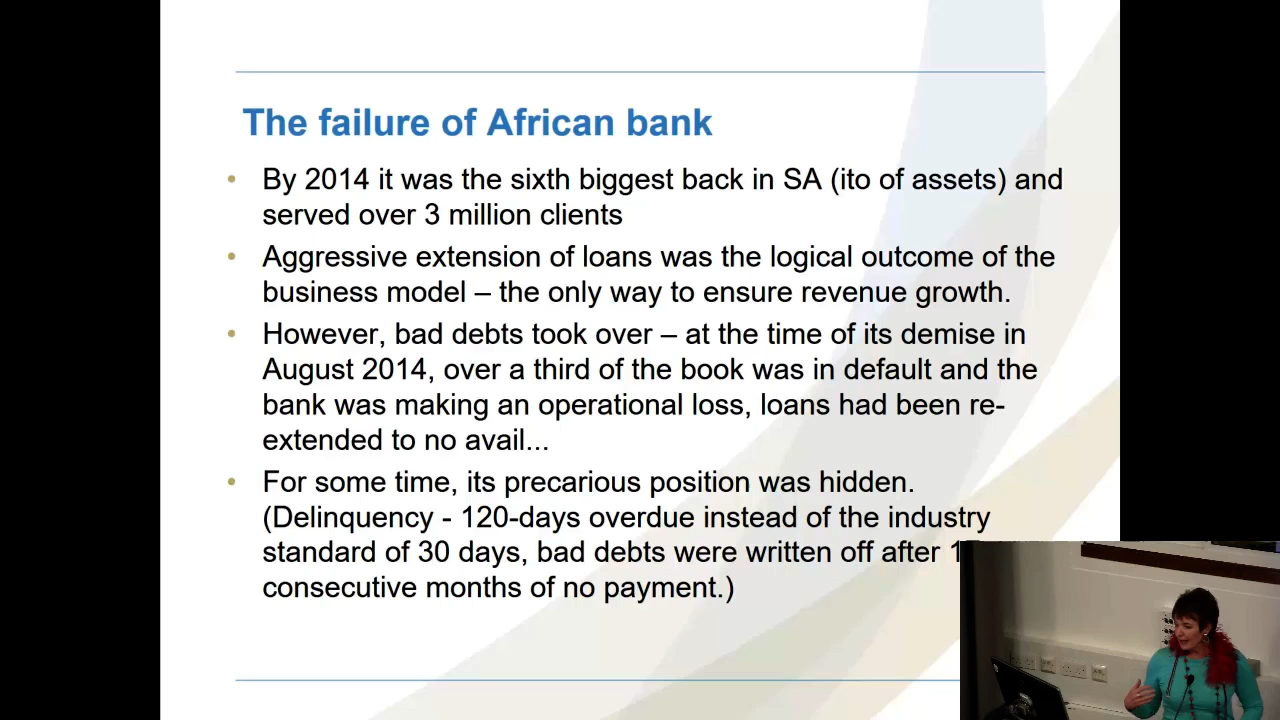 The failure of African bank
• By 2014 it was the sixth biggest back in SA (ito of assets) and
served over 3 million clients
• Aggressive extension of loans was the logical outcome of the
business model – the only way to ensure revenue growth.
• However, bad debts took over – at the time of its demise in
August 2014, over a third of the book was in default and the
bank was making an operational loss, loans had been re-
extended to no avail...
• For some time, its precarious position was hidden.
(Delinquency - 120-days overdue instead of the industry
standard of 30 days, bad debts were written off after
consecutive months of no payment.)